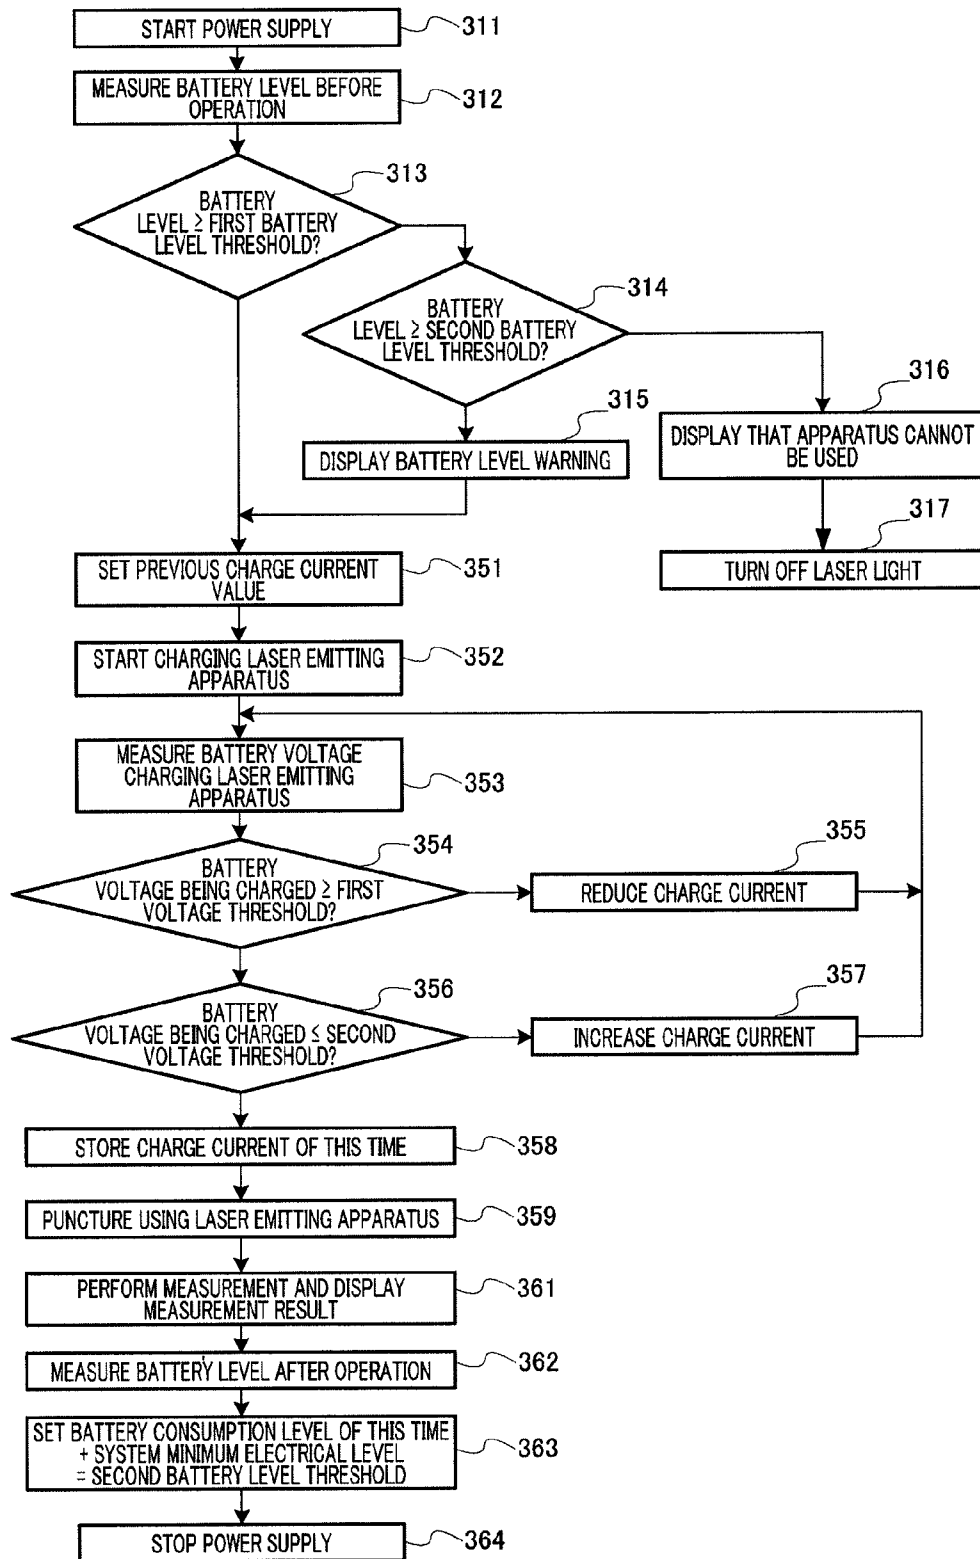 START POWER SUPPLY
311
MEASURE BATTERY LEVEL BEFORE
OPERATION
312
313
BATTERY
LEVEL ≥ FIRST BATTERY
LEVEL THRESHOLD?
314
BATTERY
LEVEL ≥ SECOND BATTERY
LEVEL THRESHOLD?
315
DISPLAY BATTERY LEVEL WARNING
316
DISPLAY THAT APPARATUS CANNOT
BE USED
317
TURN OFF LASER LIGHT
SET PREVIOUS CHARGE CURRENT
VALUE
351
START CHARGING LASER EMITTING
APPARATUS
352
MEASURE BATTERY VOLTAGE
CHARGING LASER EMITTING
APPARATUS
353
354
BATTERY
VOLTAGE BEING CHARGED ≥ FIRST
VOLTAGE THRESHOLD?
355
REDUCE CHARGE CURRENT
356
BATTERY
VOLTAGE BEING CHARGED ≤ SECOND
VOLTAGE THRESHOLD?
357
INCREASE CHARGE CURRENT
STORE CHARGE CURRENT OF THIS TIME
358
PUNCTURE USING LASER EMITTING APPARATUS
359
PERFORM MEASUREMENT AND DISPLAY
MEASUREMENT RESULT
361
MEASURE BATTERY LEVEL AFTER OPERATION
362
SET BATTERY CONSUMPTION LEVEL OF THIS TIME
+ SYSTEM MINIMUM ELECTRICAL LEVEL
= SECOND BATTERY LEVEL THRESHOLD
363
STOP POWER SUPPLY
364